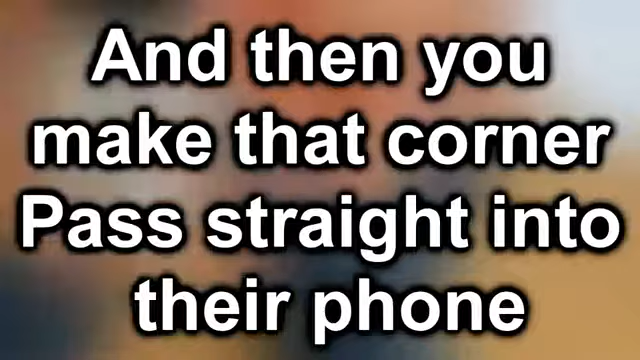 And then you
make that corner
Pass straight into
their phone